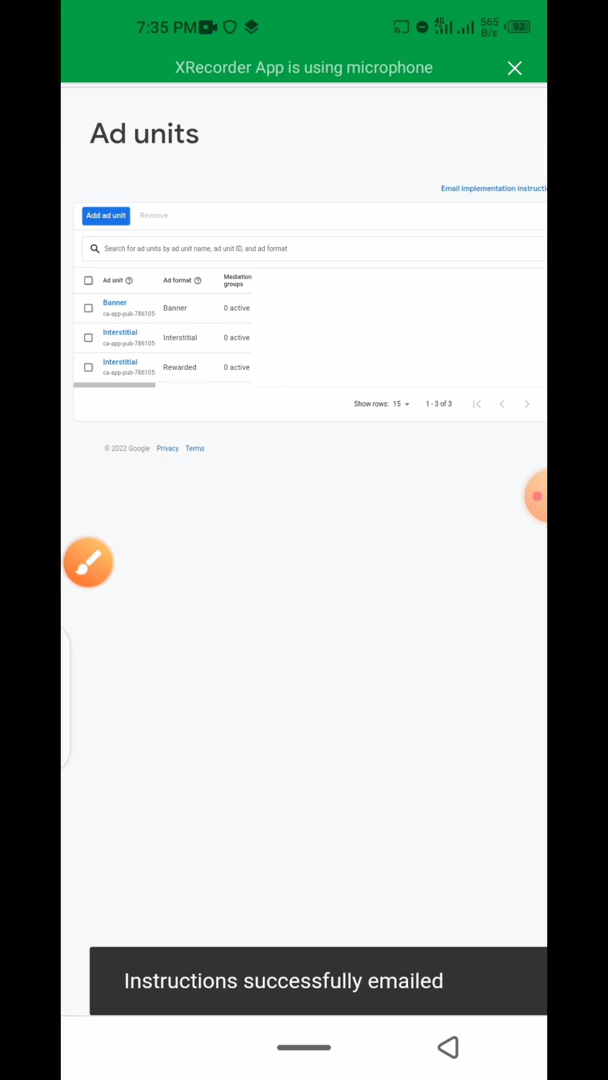 7:35 PM
4G
565 B/s
93
XRecorder App is using microphone
Ad units
Email implementation instructi
Add ad unit Remove
Search for ad units by ad unit name, ad unit ID, and ad format
Ad unit Ad format Mediation groups
Banner
ca-app-pub-786105 Banner 0 active
Interstitial
ca-app-pub-786105 Interstitial 0 active
Interstitial
ca-app-pub-786105 Rewarded 0 active
Show rows: 15 1 - 3 of 3
© 2022 Google Privacy Terms
Instructions successfully emailed